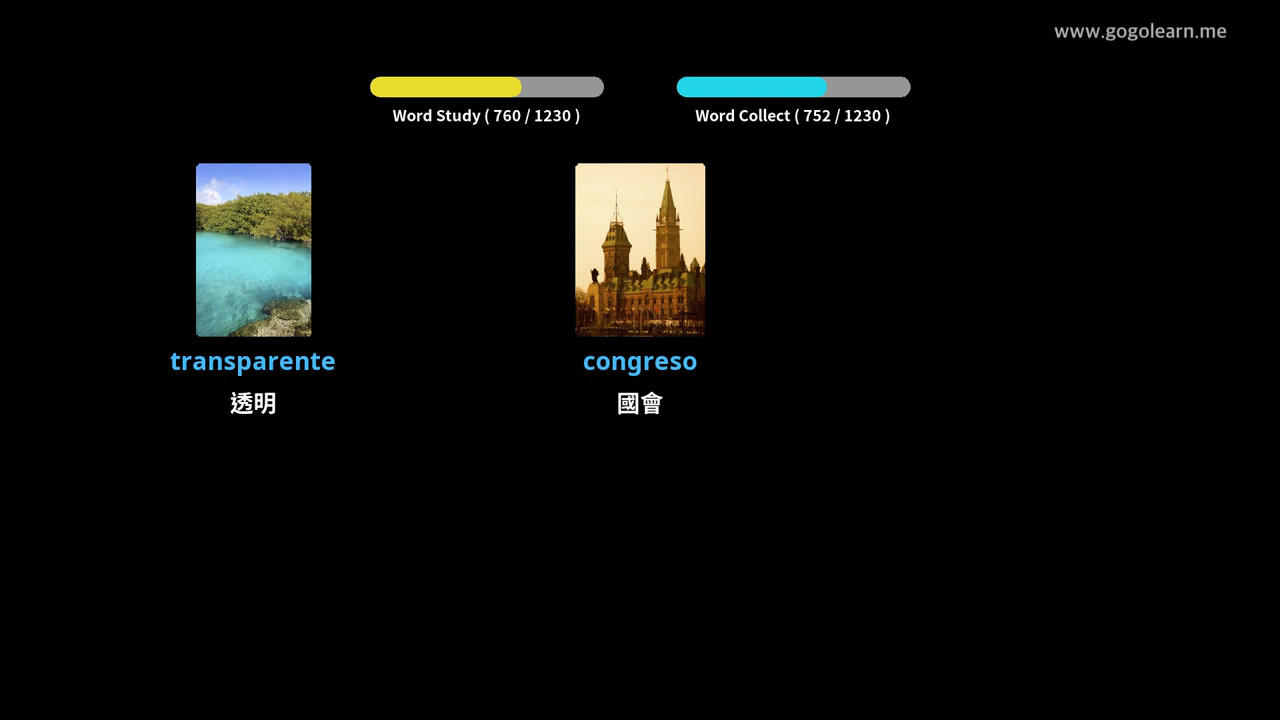 www.gogolearn.me
Word Study ( 760 / 1230 )
Word Collect ( 752 / 1230 )
transparente
透明
congreso
國會